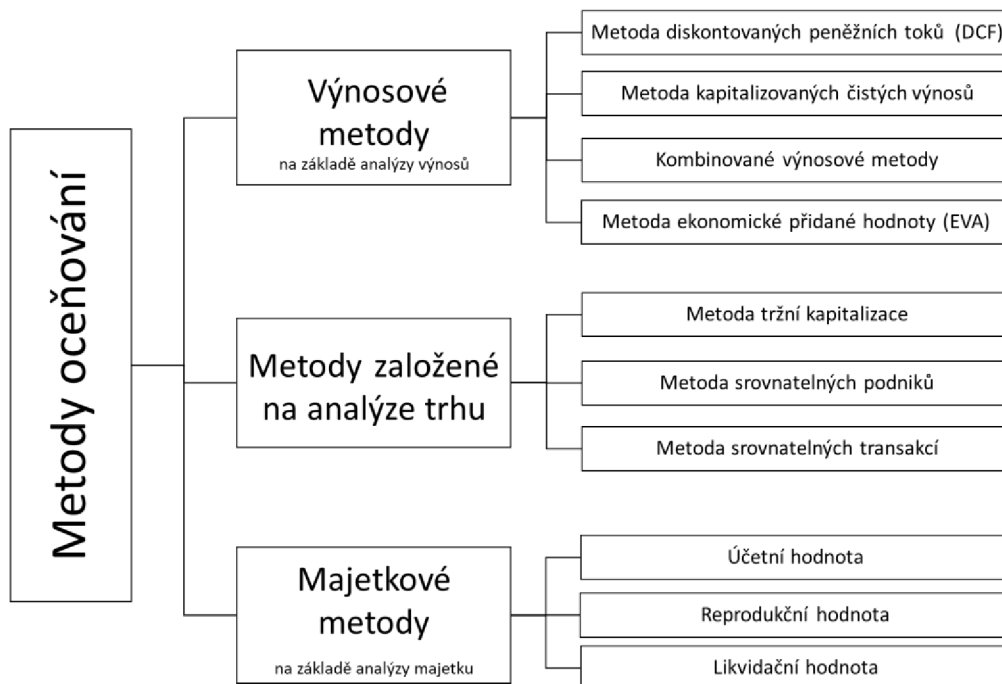 Metody oceňování
Výnosové
metody
na základě analýzy výnosů
Metoda diskontovaných peněžních toků (DCF)
Metoda kapitalizovaných čistých výnosů
Kombinované výnosové metody
Metoda ekonomické přidané hodnoty (EVA)
Metody založené
na analýze trhu
Metoda tržní kapitalizace
Metoda srovnatelných podniků
Metoda srovnatelných transakcí
Majetkové
metody
na základě analýzy majetku
Účetní hodnota
Reprodukční hodnota
Likvidační hodnota